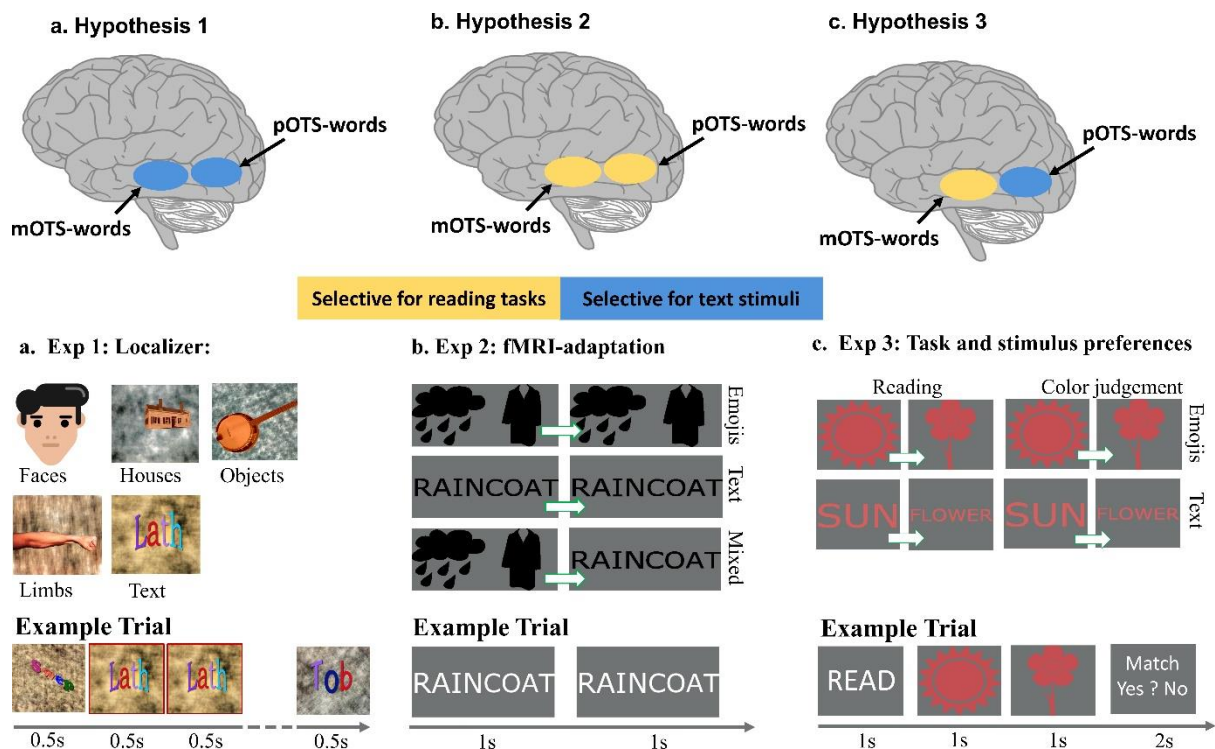 a. Hypothesis 1
b. Hypothesis 2
c. Hypothesis 3
pOTS-words
mOTS-words
pOTS-words
mOTS-words
pOTS-words
mOTS-words
Selective for reading tasks
Selective for text stimuli
a. Exp 1: Localizer:
Faces
Houses
Objects
Limbs
Lath
Text
Example Trial
Lath
Lath
Tob
0.5s
0.5s
0.5s
0.5s
b. Exp 2: fMRI-adaptation
Emojis
RAINCOAT
RAINCOAT
Text
RAINCOAT
Mixed
Example Trial
RAINCOAT
RAINCOAT
1s
1s
c. Exp 3: Task and stimulus preferences
Reading
Color judgement
Emojis
SUN
FLOWER
SUN
FLOWER
Text
Example Trial
READ
Match
Yes ? No
1s
1s
1s
2s